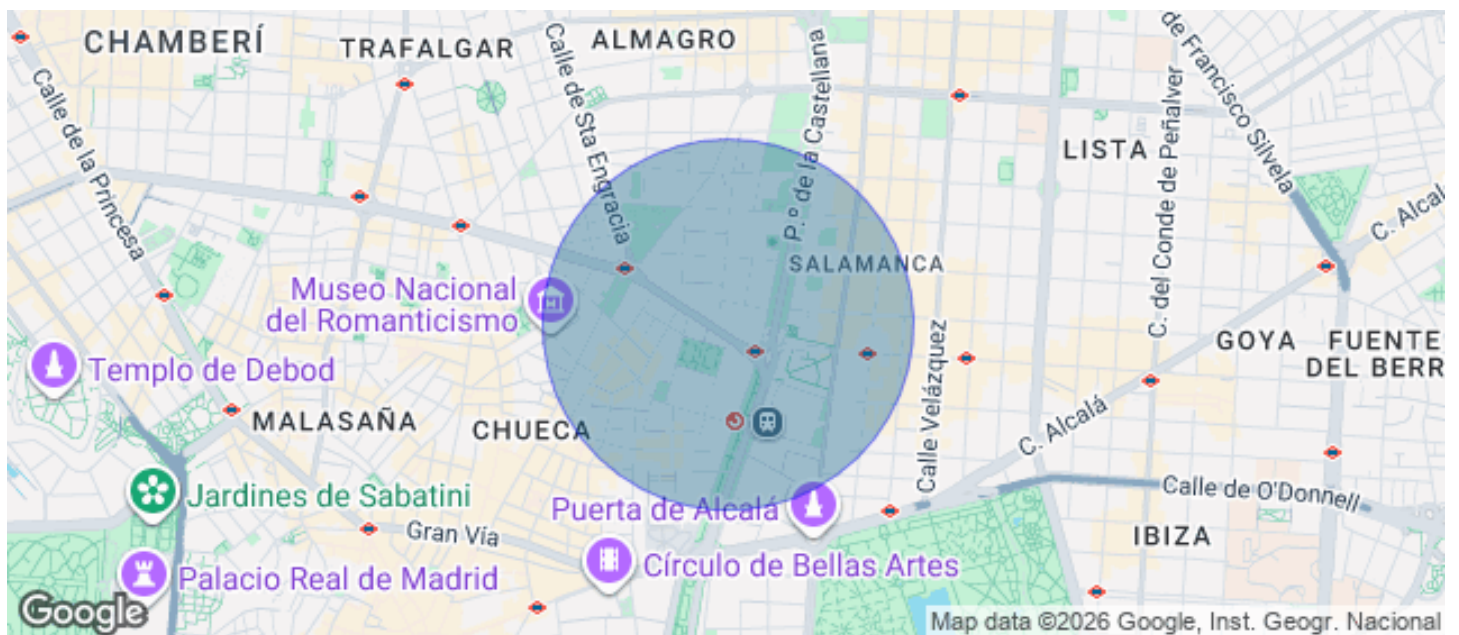 CHAMBERÍ
TRAFALGAR
ALMAGRO
Calle de Sta Engracia
P.º de la Castellana
de Francisco Silvela
Calle de la Princesa
LISTA
C. del Conde de Peñalver
C. Alcal
SALAMANCA
Museo Nacional
del Romanticismo
Calle Velázquez
GOYA
FUENTE
DEL BERR
Templo de Debod
MALASAÑA
CHUECA
C. Alcalá
Jardines de Sabatini
Puerta de Alcalá
Calle de O'Donnell
Gran Vía
IBIZA
Círculo de Bellas Artes
Palacio Real de Madrid
Google
Map data ©2026 Google, Inst. Geogr. Nacional